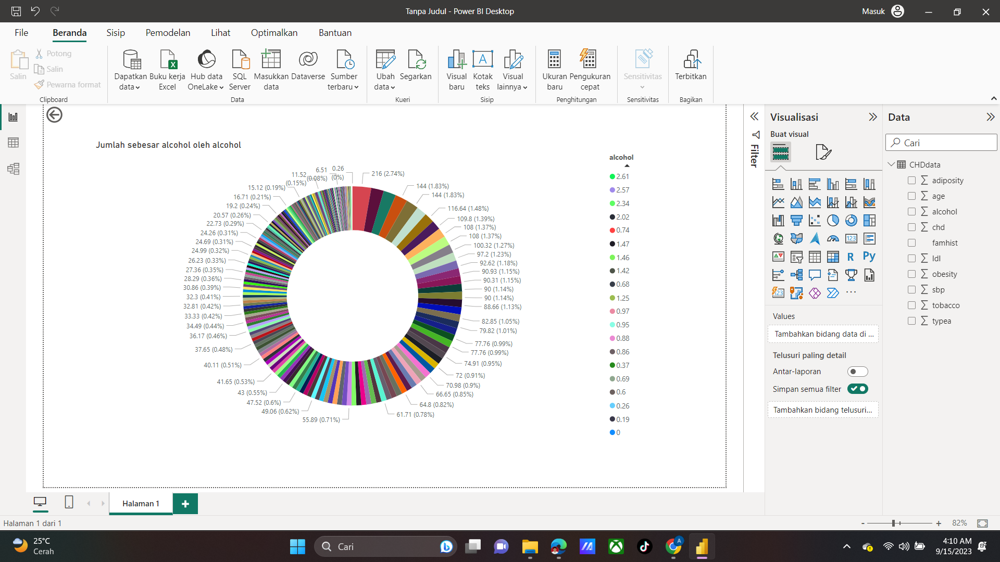 Tanpa Judul - Power BI Desktop
Masuk
File
Beranda
Sisip
Pemodelan
Lihat
Optimalkan
Bantuan
Salin
Potong
Salin
Pewarna format
Clipboard
Dapatkan data
Buku kerja Excel
Hub data OneLake
SQL Server
Masukkan data
Dataverse
Sumber terbaru
Data
Ubah data
Segarkan
Kueri
Visual baru
Kotak teks
Visual lainnya
Sisip
Ukuran baru
Pengukuran cepat
Penghitungan
Sensitivitas
Sensitivitas
Terbitkan
Bagikan
Jumlah sebesar alcohol oleh alcohol
216 (2.74%)
144 (1.83%)
144 (1.83%)
116.64 (1.48%)
109.8 (1.39%)
108 (1.37%)
108 (1.37%)
100.32 (1.27%)
97.2 (1.23%)
92.62 (1.18%)
90.93 (1.15%)
90.31 (1.15%)
90 (1.14%)
90 (1.14%)
88.66 (1.13%)
82.85 (1.05%)
79.82 (1.01%)
77.76 (0.99%)
77.76 (0.99%)
74.91 (0.95%)
72 (0.91%)
70.98 (0.9%)
66.65 (0.85%)
64.8 (0.82%)
61.71 (0.78%)
55.89 (0.71%)
49.06 (0.62%)
47.52 (0.6%)
43 (0.55%)
41.65 (0.53%)
40.11 (0.51%)
37.65 (0.48%)
36.17 (0.46%)
34.49 (0.44%)
33.33 (0.42%)
32.81 (0.42%)
32.3 (0.41%)
30.86 (0.39%)
28.29 (0.36%)
27.36 (0.35%)
26.23 (0.33%)
24.99 (0.32%)
24.69 (0.31%)
24.26 (0.31%)
22.73 (0.29%)
20.57 (0.26%)
19.2 (0.24%)
16.71 (0.21%)
15.12 (0.19%)
11.52 (0.15%)
6.51 (0.08%)
0.26 (0%)
alcohol
2.61
2.57
2.34
2.02
0.74
1.47
1.46
1.42
0.68
1.25
0.97
0.95
0.88
0.86
0.37
0.69
0.6
0.26
0.19
0
Filter
Visualisasi
Buat visual
123
R
Py
123
Values
Tambahkan bidang data di ...
Telusuri paling detail
Antar-laporan
Simpan semua filter
Tambahkan bidang telusuri...
Data
Cari
CHDdata
adiposity
age
alcohol
chd
famhist
ldl
obesity
sbp
tobacco
typea
Halaman 1
Halaman 1 dari 1
82%
25°C
Cerah
Cari
4:10 AM
9/15/2023